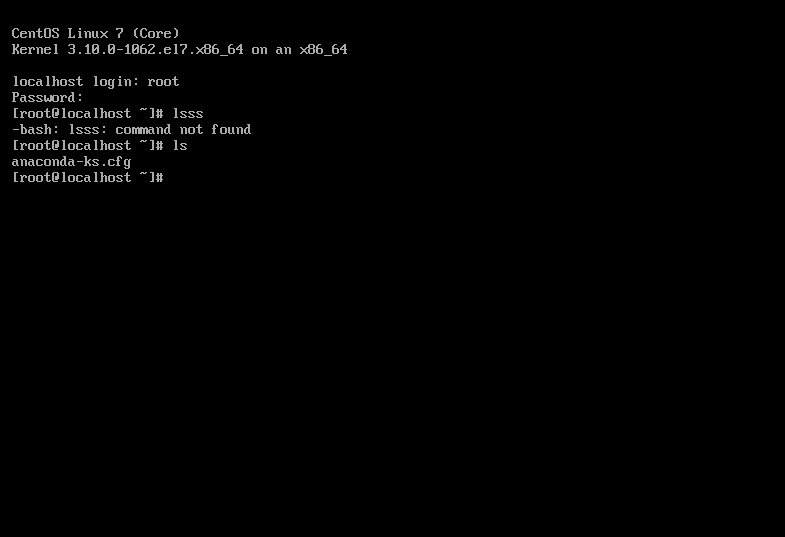 CentOS Linux 7 (Core)
Kernel 3.10.0-1062.el7.x86_64 on an x86_64
localhost login: root
Password:
[root@localhost ~]# lsss
-bash: lsss: command not found
[root@localhost ~]# ls
anaconda-ks.cfg
[root@localhost ~]#